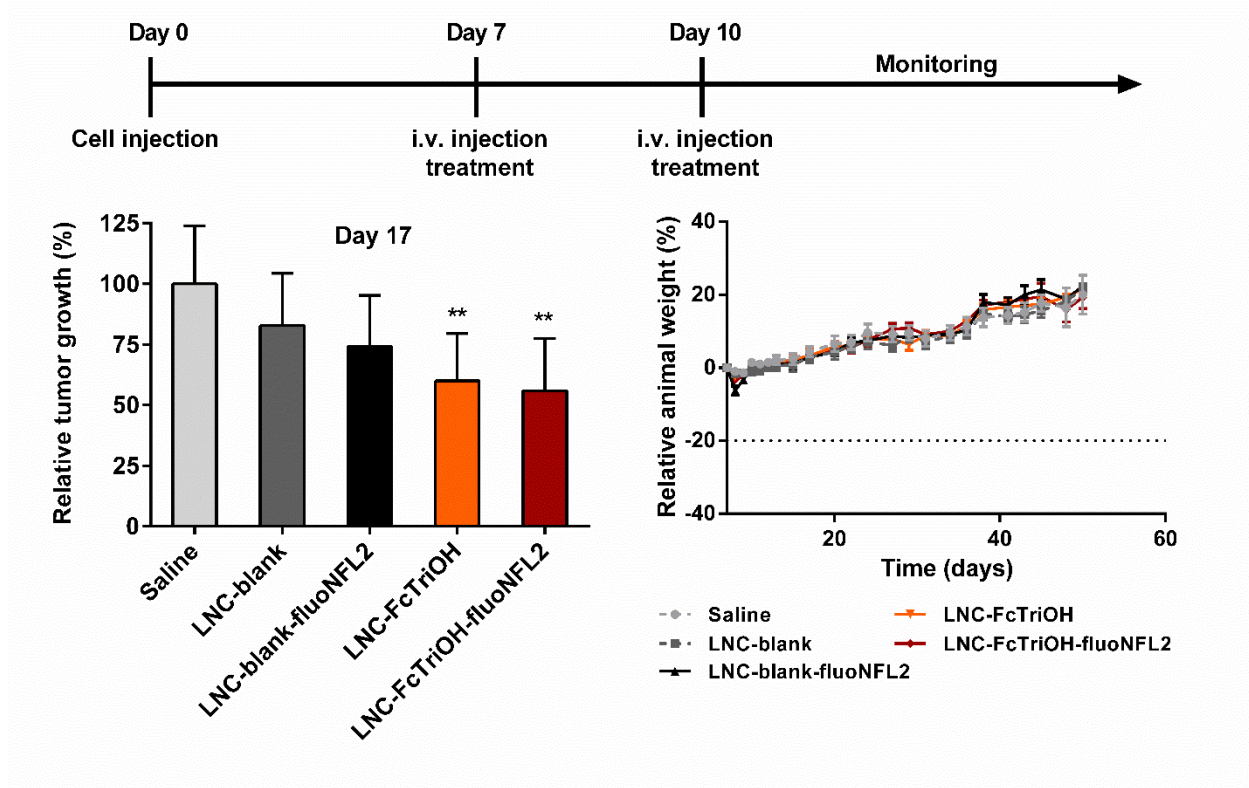 Day 0
Day 7
Day 10
Monitoring
Cell injection
i.v. injection
treatment
i.v. injection
treatment
Relative tumor growth (%)
125
100
75
50
25
0
Day 17
**
**
Saline
LNC-blank
LNC-blank-fluoNFL2
LNC-FcTriOH
LNC-FcTriOH-fluoNFL2
Relative animal weight (%)
40
20
0
-20
-40
20
40
60
Time (days)
Saline
LNC-blank
LNC-blank-fluoNFL2
LNC-FcTriOH
LNC-FcTriOH-fluoNFL2